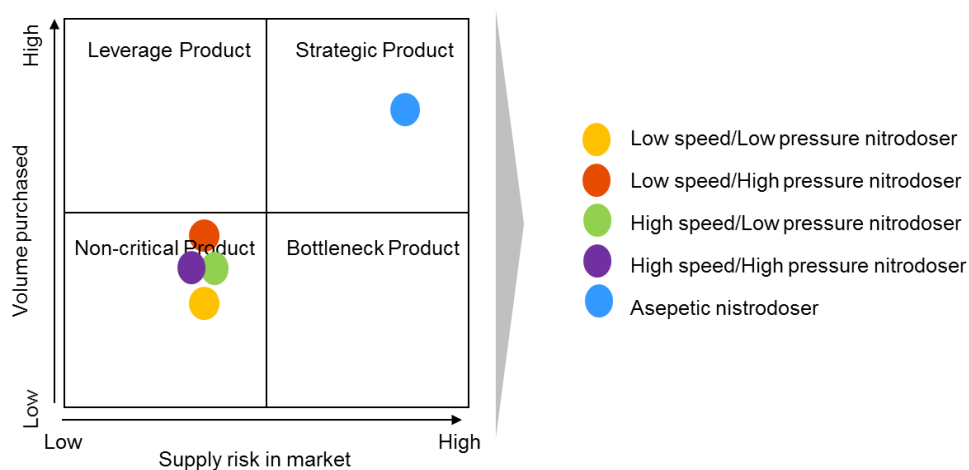 High
Volume purchased
Low
Leverage Product
Strategic Product
Non-critical Product
Bottleneck Product
Low
High
Supply risk in market
Low speed/Low pressure nitrodoser
Low speed/High pressure nitrodoser
High speed/Low pressure nitrodoser
High speed/High pressure nitrodoser
Asepetic nistrodoser